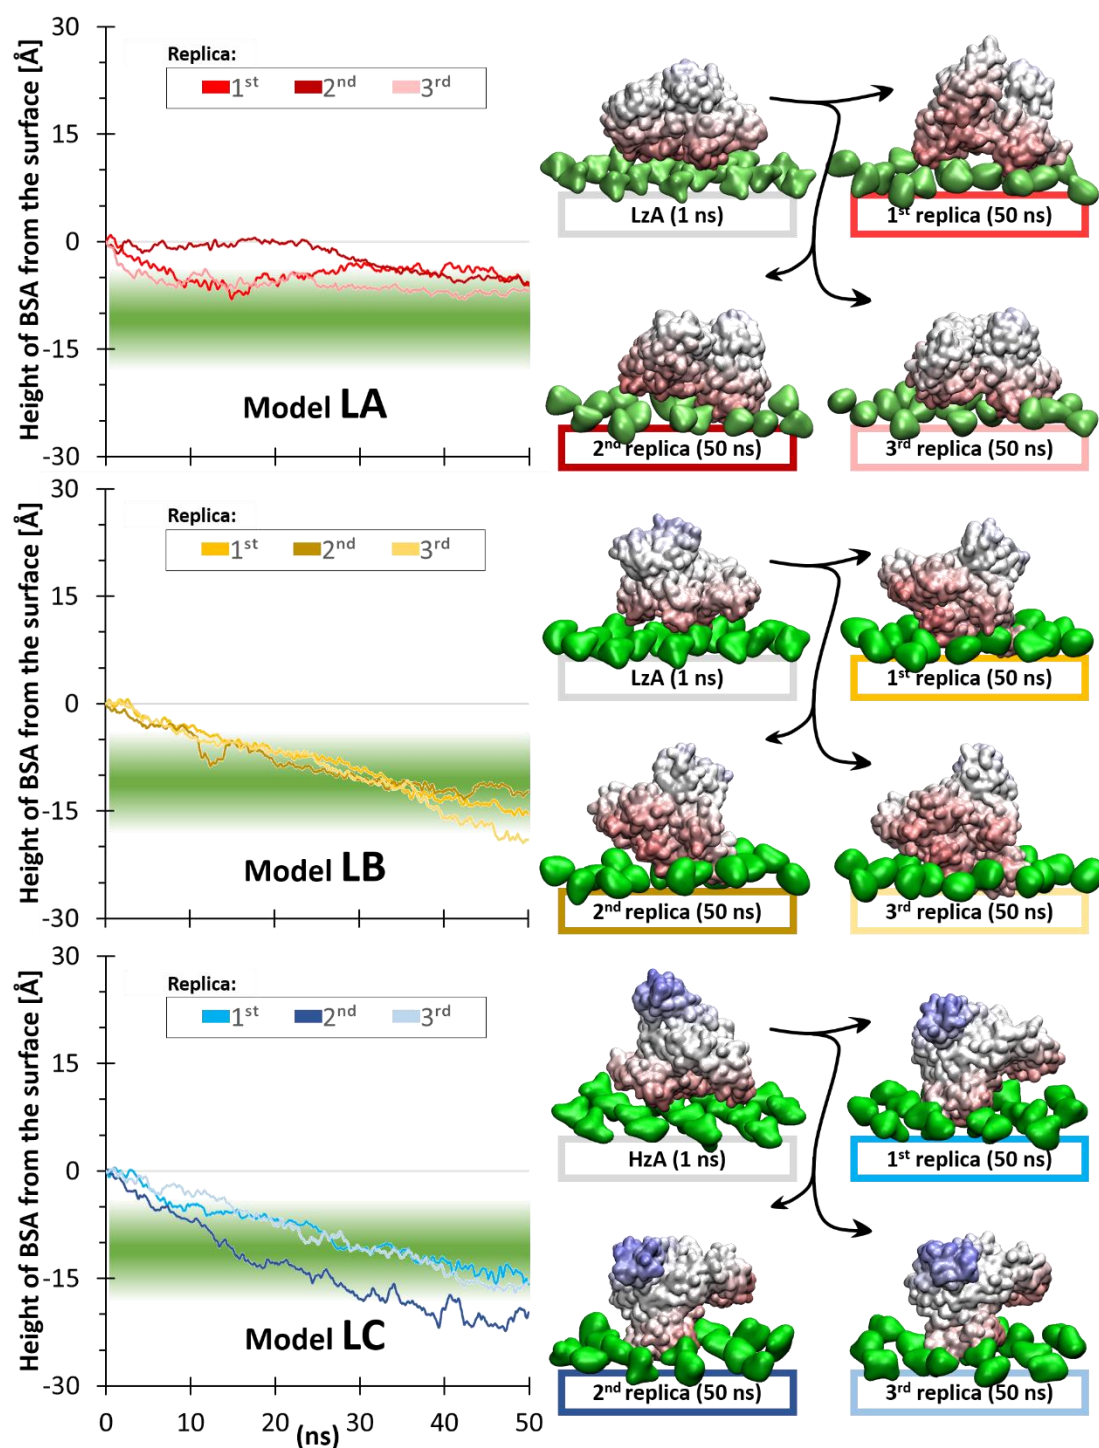 Height of BSA from the surface [Å]
30
15
0
-15
-30
Replica:
1st 2nd 3rd
Model LA
LzA (1 ns)
1st replica (50 ns)
2nd replica (50 ns)
3rd replica (50 ns)
Height of BSA from the surface [Å]
30
15
0
-15
-30
Replica:
1st 2nd 3rd
Model LB
LzA (1 ns)
1st replica (50 ns)
2nd replica (50 ns)
3rd replica (50 ns)
Height of BSA from the surface [Å]
30
15
0
-15
-30
Replica:
1st 2nd 3rd
Model LC
0 10 20 30 40 50
(ns)
HzA (1 ns)
1st replica (50 ns)
2nd replica (50 ns)
3rd replica (50 ns)